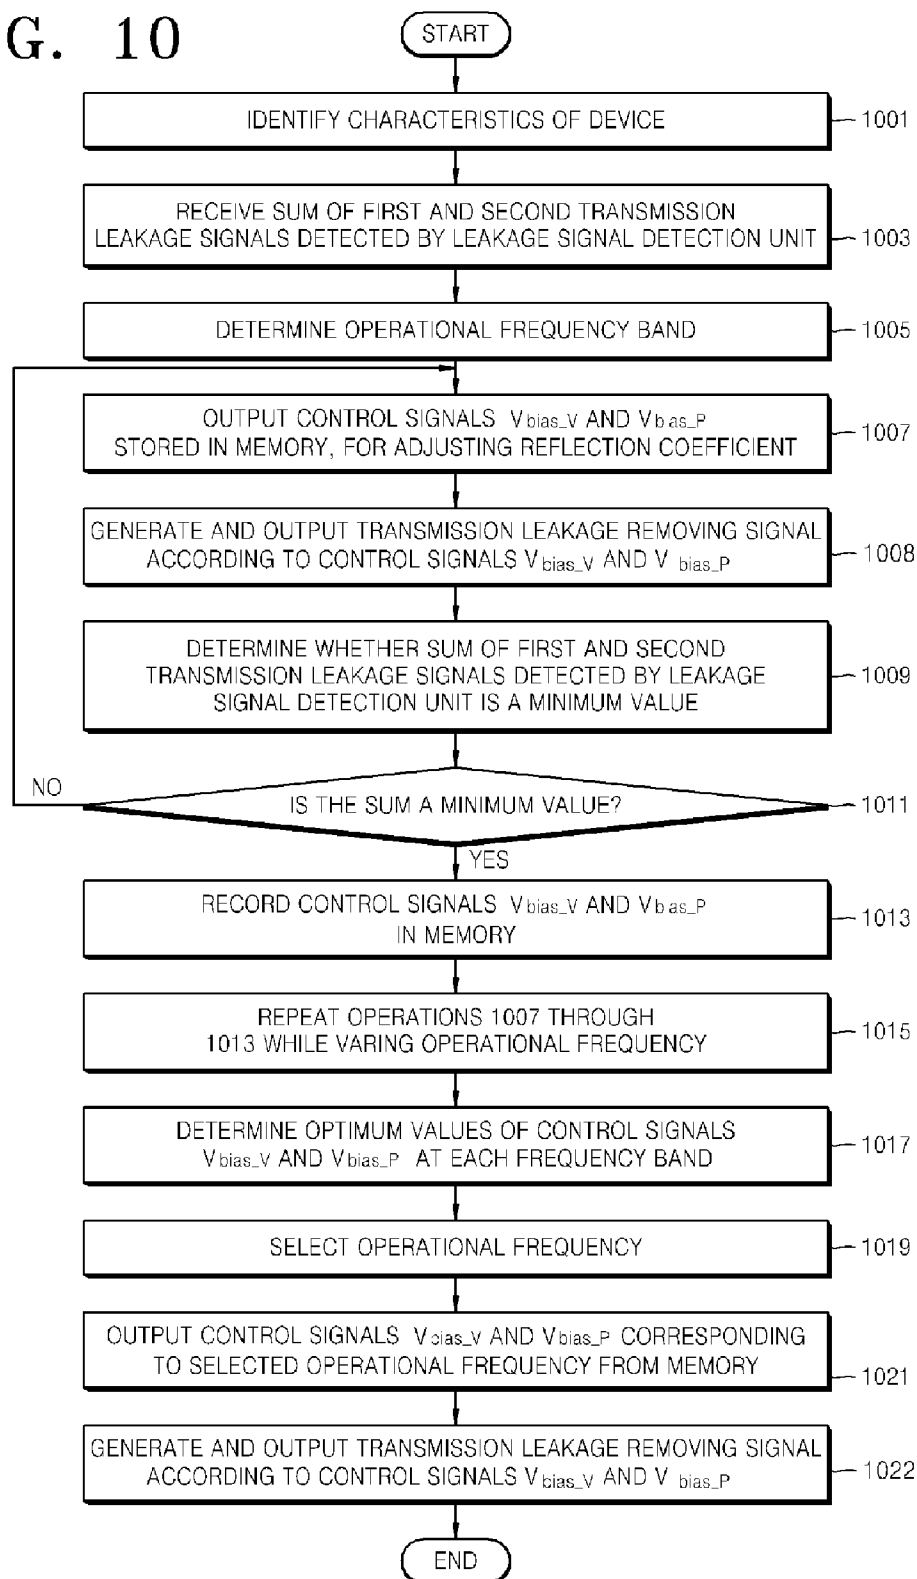 G. 10
START
IDENTIFY CHARACTERISTICS OF DEVICE
1001
RECEIVE SUM OF FIRST AND SECOND TRANSMISSION
LEAKAGE SIGNALS DETECTED BY LEAKAGE SIGNAL DETECTION UNIT
1003
DETERMINE OPERATIONAL FREQUENCY BAND
1005
OUTPUT CONTROL SIGNALS Vbias_V AND Vbias_P
STORED IN MEMORY, FOR ADJUSTING REFLECTION COEFFICIENT
1007
GENERATE AND OUTPUT TRANSMISSION LEAKAGE REMOVING SIGNAL
ACCORDING TO CONTROL SIGNALS Vbias_V AND V bias_P
1008
DETERMINE WHETHER SUM OF FIRST AND SECOND
TRANSMISSION LEAKAGE SIGNALS DETECTED BY LEAKAGE
SIGNAL DETECTION UNIT IS A MINIMUM VALUE
1009
NO
IS THE SUM A MINIMUM VALUE?
1011
YES
RECORD CONTROL SIGNALS Vbias_V AND Vbias_P
IN MEMORY
1013
REPEAT OPERATIONS 1007 THROUGH
1013 WHILE VARING OPERATIONAL FREQUENCY
1015
DETERMINE OPTIMUM VALUES OF CONTROL SIGNALS
Vbias_V AND Vbias_P AT EACH FREQUENCY BAND
1017
SELECT OPERATIONAL FREQUENCY
1019
OUTPUT CONTROL SIGNALS Vbias_V AND Vbias_P CORRESPONDING
TO SELECTED OPERATIONAL FREQUENCY FROM MEMORY
1021
GENERATE AND OUTPUT TRANSMISSION LEAKAGE REMOVING SIGNAL
ACCORDING TO CONTROL SIGNALS Vbias_V AND V bias_P
1022
END